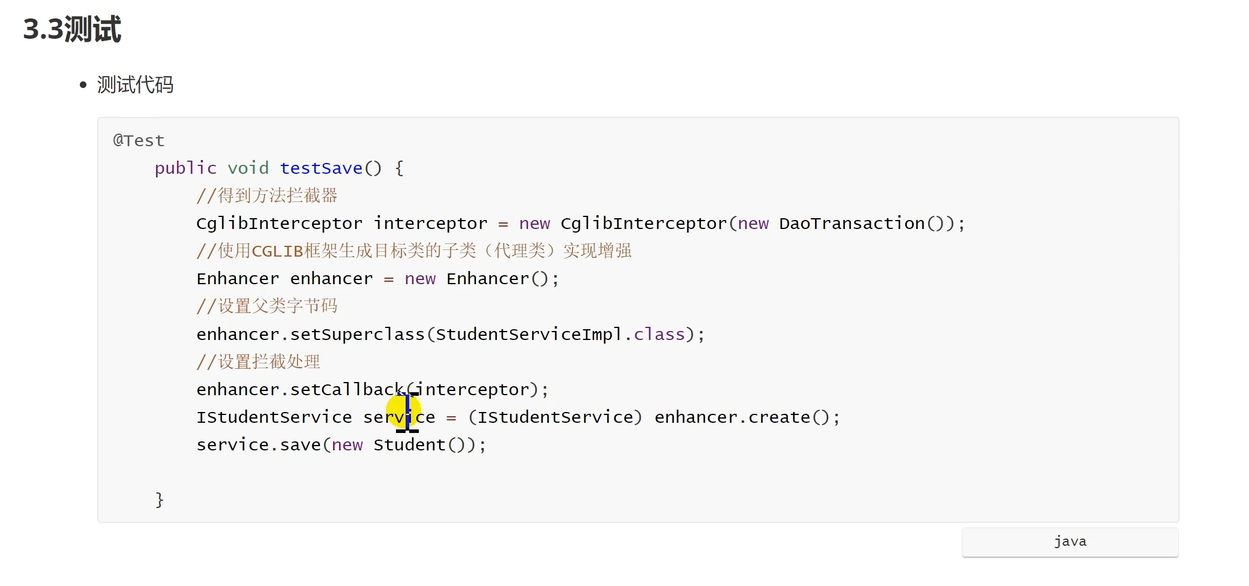 3.3测试
测试代码
@Test
public void testSave() {
//得到方法拦截器
CglibInterceptor interceptor = new CglibInterceptor(new DaoTransaction());
//使用CGLIB框架生成目标类的子类（代理类）实现增强
Enhancer enhancer = new Enhancer();
//设置父类字节码
enhancer.setSuperclass(StudentServiceImpl.class);
//设置拦截处理
enhancer.setCallback(interceptor);
IStudentService service = (IStudentService) enhancer.create();
service.save(new Student());
}
java